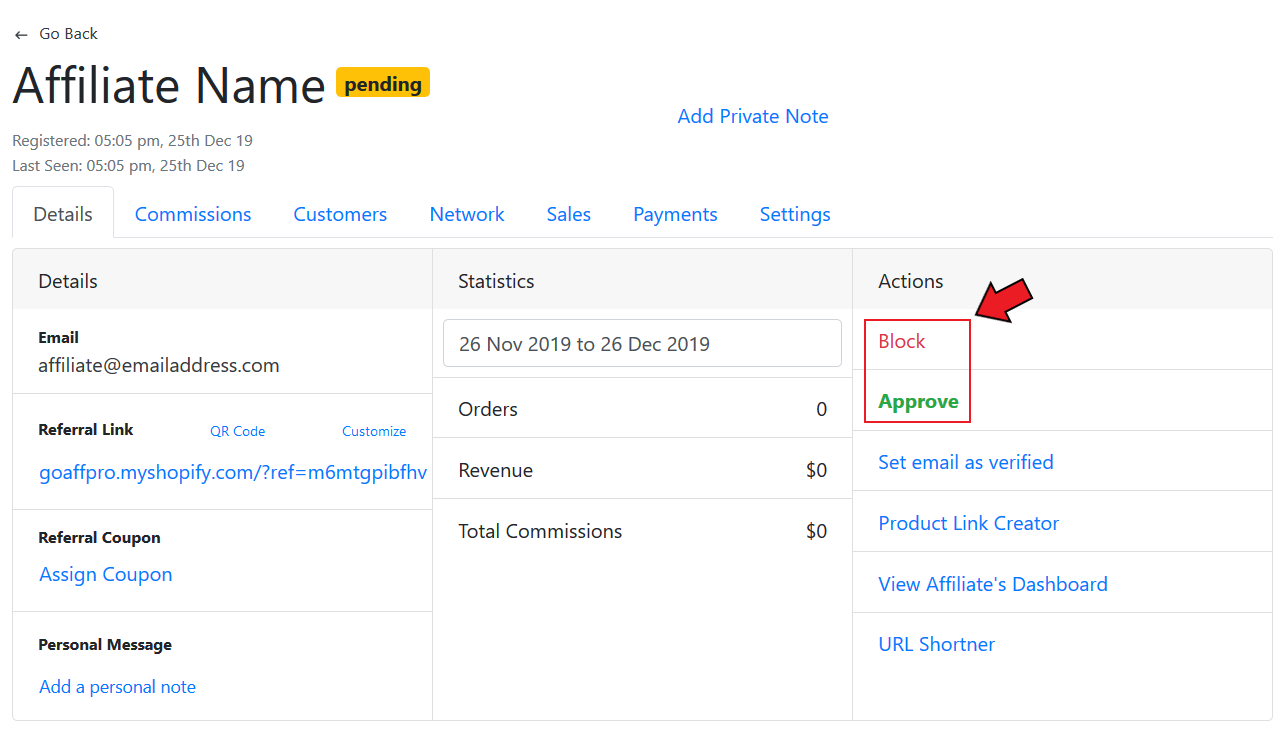 ← Go Back
Affiliate Name pending
Add Private Note
Registered: 05:05 pm, 25th Dec 19
Last Seen: 05:05 pm, 25th Dec 19
Details Commissions Customers Network Sales Payments Settings
Details
Email
affiliate@emailaddress.com
Referral Link QR Code Customize
goaffpro.myshopify.com/?ref=m6mtgpibfhv
Referral Coupon
Assign Coupon
Personal Message
Add a personal note
Statistics
26 Nov 2019 to 26 Dec 2019
Orders 0
Revenue $0
Total Commissions $0
Actions
Block
Approve
Set email as verified
Product Link Creator
View Affiliate's Dashboard
URL Shortner